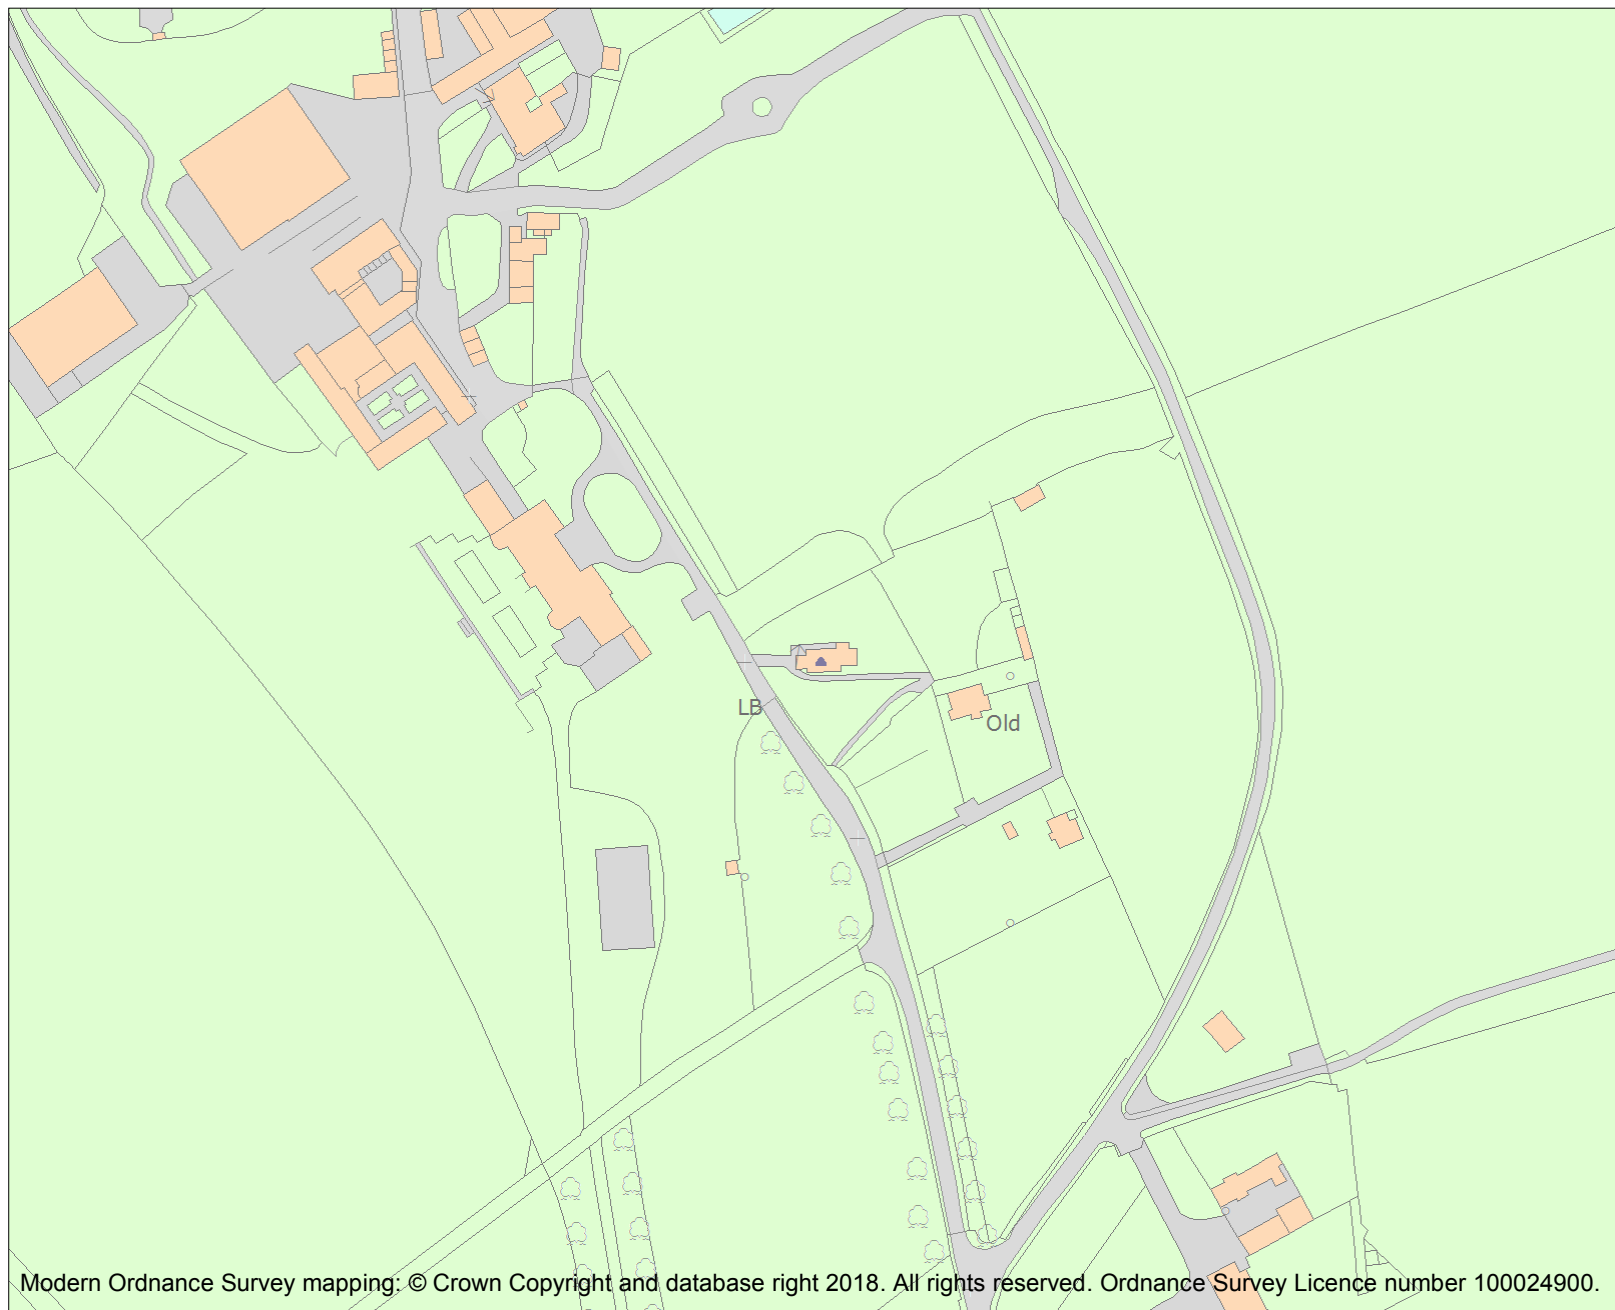 LB
Old
Modern Ordnance Survey mapping: © Crown Copyright and database right 2018. All rights reserved. Ordnance Survey Licence number 100024900.